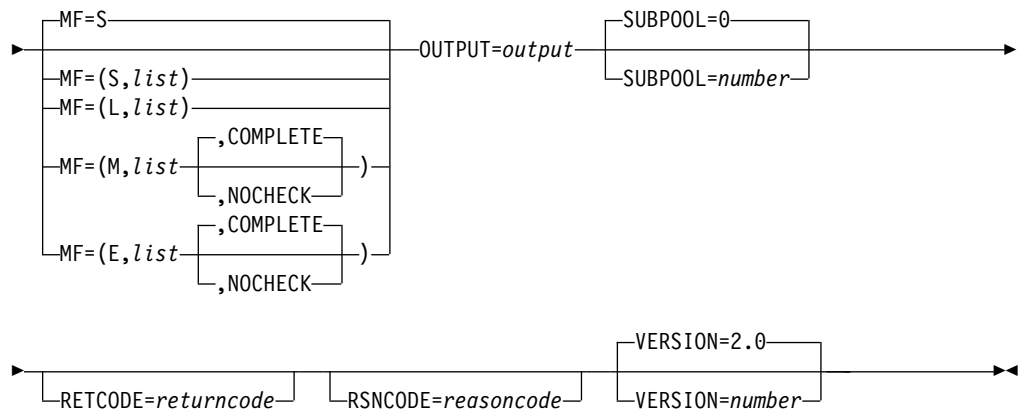 MF=S
SUBPOOL=0
OUTPUT=output
MF=(S,list)
SUBPOOL=number
MF=(L,list)
,COMPLETE
MF=(M,list )
,NOCHECK
,COMPLETE
MF=(E,list )
,NOCHECK
VERSION=2.0
RETCODE=returncode RSNCODE=reasoncode VERSION=number